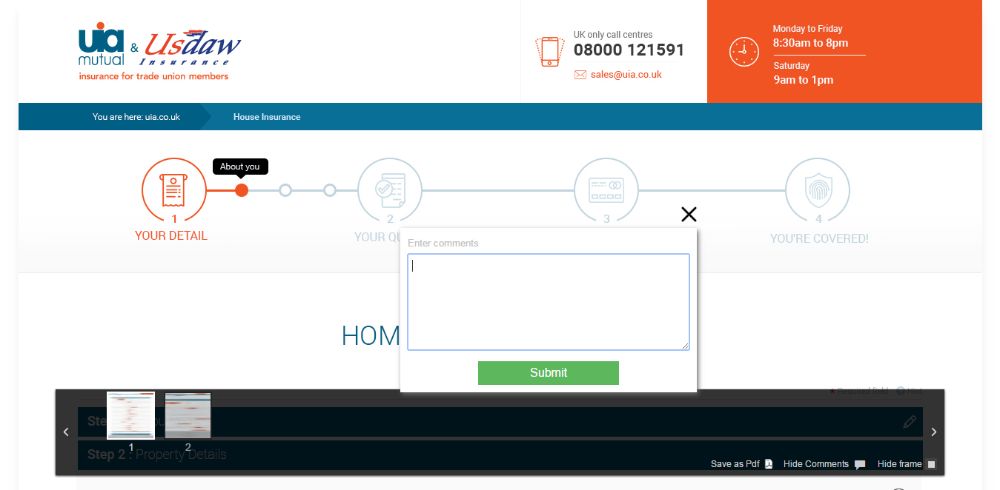 uia & Usdaw
mutual Insurance
insurance for trade union members
UK only call centres
08000 121591
sales@uia.co.uk
Monday to Friday
8:30am to 8pm
Saturday
9am to 1pm
You are here: uia.co.uk
House Insurance
About you
1
YOUR DETAIL
2
YOUR QU
3
4
YOU'RE COVERED!
Enter comments
HOM
Submit
* Required field Hint
Ste
1
2
Step 2 : Property Details
Save as Pdf
Hide Comments
Hide frame